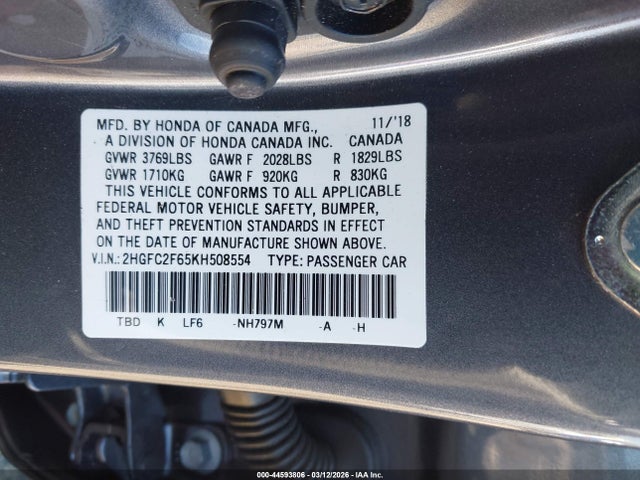 MFD. BY HONDA OF CANADA MFG., 11/'18
A DIVISION OF HONDA CANADA INC. CANADA
GVWR 3769LBS GAWR F 2028LBS R 1829LBS
GVWR 1710KG GAWR F 920KG R 830KG
THIS VEHICLE CONFORMS TO ALL APPLICABLE
FEDERAL MOTOR VEHICLE SAFETY, BUMPER,
AND THEFT PREVENTION STANDARDS IN EFFECT
ON THE DATE OF MANUFACTURE SHOWN ABOVE.
V.I.N.: 2HGFC2F65KH508554 TYPE: PASSENGER CAR
TBD K LF6 -NH797M -A -H
000-44593806 - 03/12/2026 - IAA Inc.